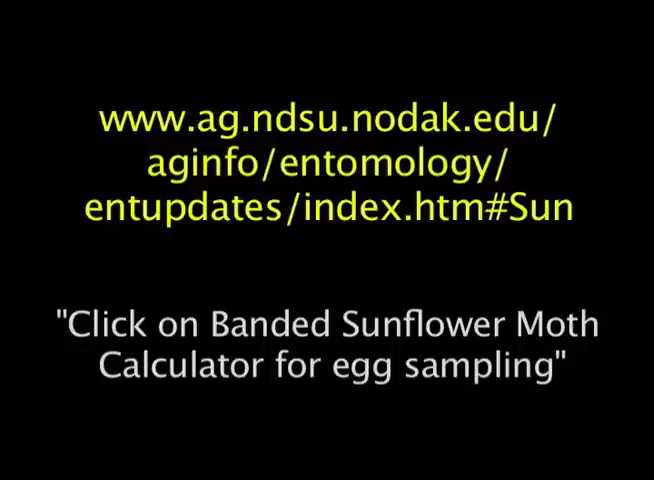 www.ag.ndsu.nodak.edu/
aginfo/entomology/
entupdates/index.htm#Sun
"Click on Banded Sunflower Moth
Calculator for egg sampling"